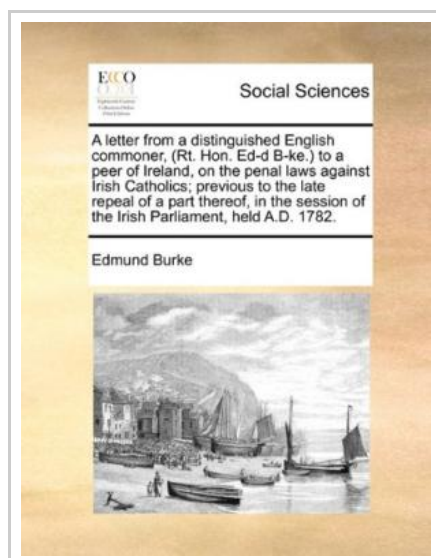 ECCO
Social Sciences
A letter from a distinguished English
commoner, (Rt. Hon. Ed-d B-ke.) to a
peer of Ireland, on the penal laws against
Irish Catholics; previous to the late
repeal of a part thereof, in the session of
the Irish Parliament, held A.D. 1782.
Edmund Burke